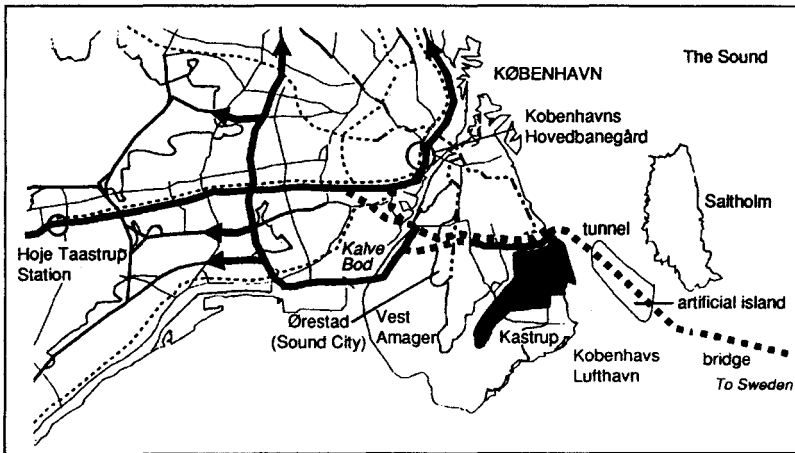 The Sound
KØBENHAVN
Kobenhavns
Hovedbanegård
Saltholm
tunnel
Hoje Taastrup
Station
Kalve
Bod
artificial island
Ørestad
(Sound City)
Vest
Amager
Kastrup
Kobenhavs
Lufthavn
bridge
To Sweden